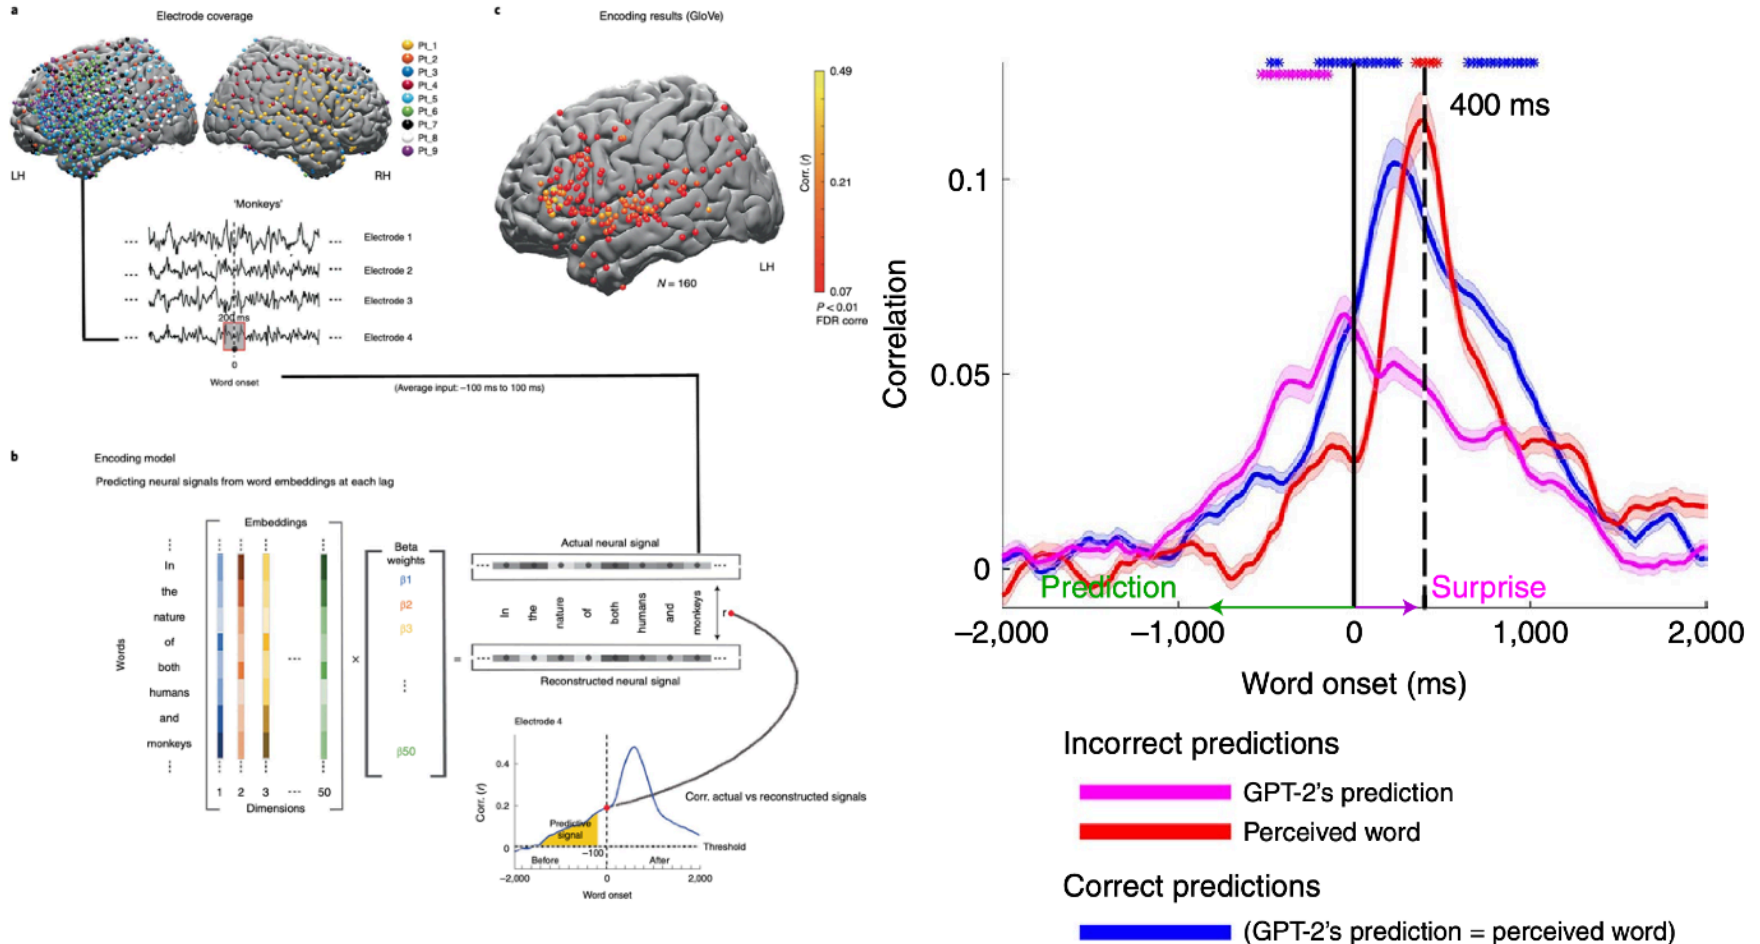 a
Electrode coverage
Pt_1
Pt_2
Pt_3
Pt_4
Pt_5
Pt_6
Pt_7
Pt_8
Pt_9
LH
RH
'Monkeys'
Electrode 1
Electrode 2
Electrode 3
200 ms
Electrode 4
0
Word onset
(Average input: –100 ms to 100 ms)
c
Encoding results (GloVe)
0.49
Corr. (r)
0.21
0.07
LH
N = 160
P < 0.01
FDR corre
b
Encoding model
Predicting neural signals from word embeddings at each lag
Embeddings
Words
In
the
nature
of
both
humans
and
monkeys
1 2 3 50
Dimensions
×
Beta
weights
β1
β2
β3
β50
=
Actual neural signal
In the nature of both humans and monkeys
r
Reconstructed neural signal
Electrode 4
Corr. (r)
0.4
0.2
0
Predictive
signal
–100
Before
After
Threshold
–2,000 0 2,000
Word onset
Corr. actual vs reconstructed signals
400 ms
Correlation
0.1
0.05
0
Prediction
Surprise
–2,000 –1,000 0 1,000 2,000
Word onset (ms)
Incorrect predictions
GPT-2's prediction
Perceived word
Correct predictions
(GPT-2's prediction = perceived word)